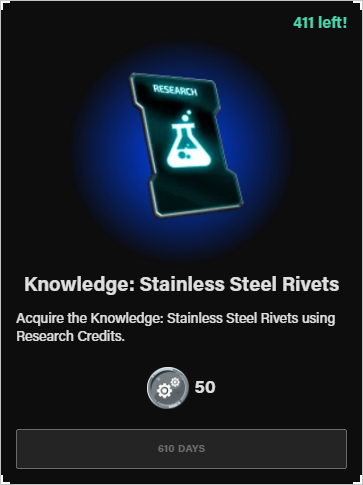 411 left!
RESEARCH
Knowledge: Stainless Steel Rivets
Acquire the Knowledge: Stainless Steel Rivets using
Research Credits.
50
610 DAYS